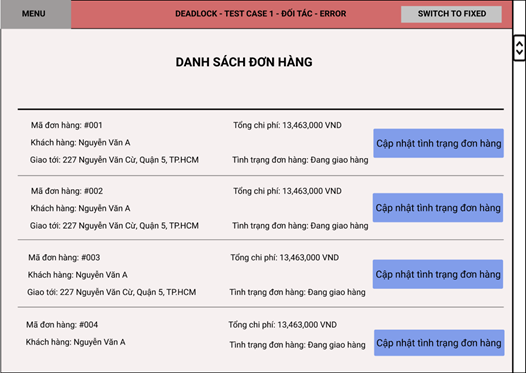 MENU
DEADLOCK - TEST CASE 1 - ĐỐI TÁC - ERROR
SWITCH TO FIXED
DANH SÁCH ĐƠN HÀNG
Mã đơn hàng: #001
Tổng chi phí: 13,463,000 VND
Khách hàng: Nguyễn Văn A
Cập nhật tình trạng đơn hàng
Giao tới: 227 Nguyễn Văn Cừ, Quận 5, TP.HCM
Tình trạng đơn hàng: Đang giao hàng
Mã đơn hàng: #002
Tổng chi phí: 13,463,000 VND
Khách hàng: Nguyễn Văn A
Cập nhật tình trạng đơn hàng
Giao tới: 227 Nguyễn Văn Cừ, Quận 5, TP.HCM
Tình trạng đơn hàng: Đang giao hàng
Mã đơn hàng: #003
Tổng chi phí: 13,463,000 VND
Khách hàng: Nguyễn Văn A
Cập nhật tình trạng đơn hàng
Giao tới: 227 Nguyễn Văn Cừ, Quận 5, TP.HCM
Tình trạng đơn hàng: Đang giao hàng
Mã đơn hàng: #004
Tổng chi phí: 13,463,000 VND
Khách hàng: Nguyễn Văn A
Tình trạng đơn hàng: Đang giao hàng
Cập nhật tình trạng đơn hàng